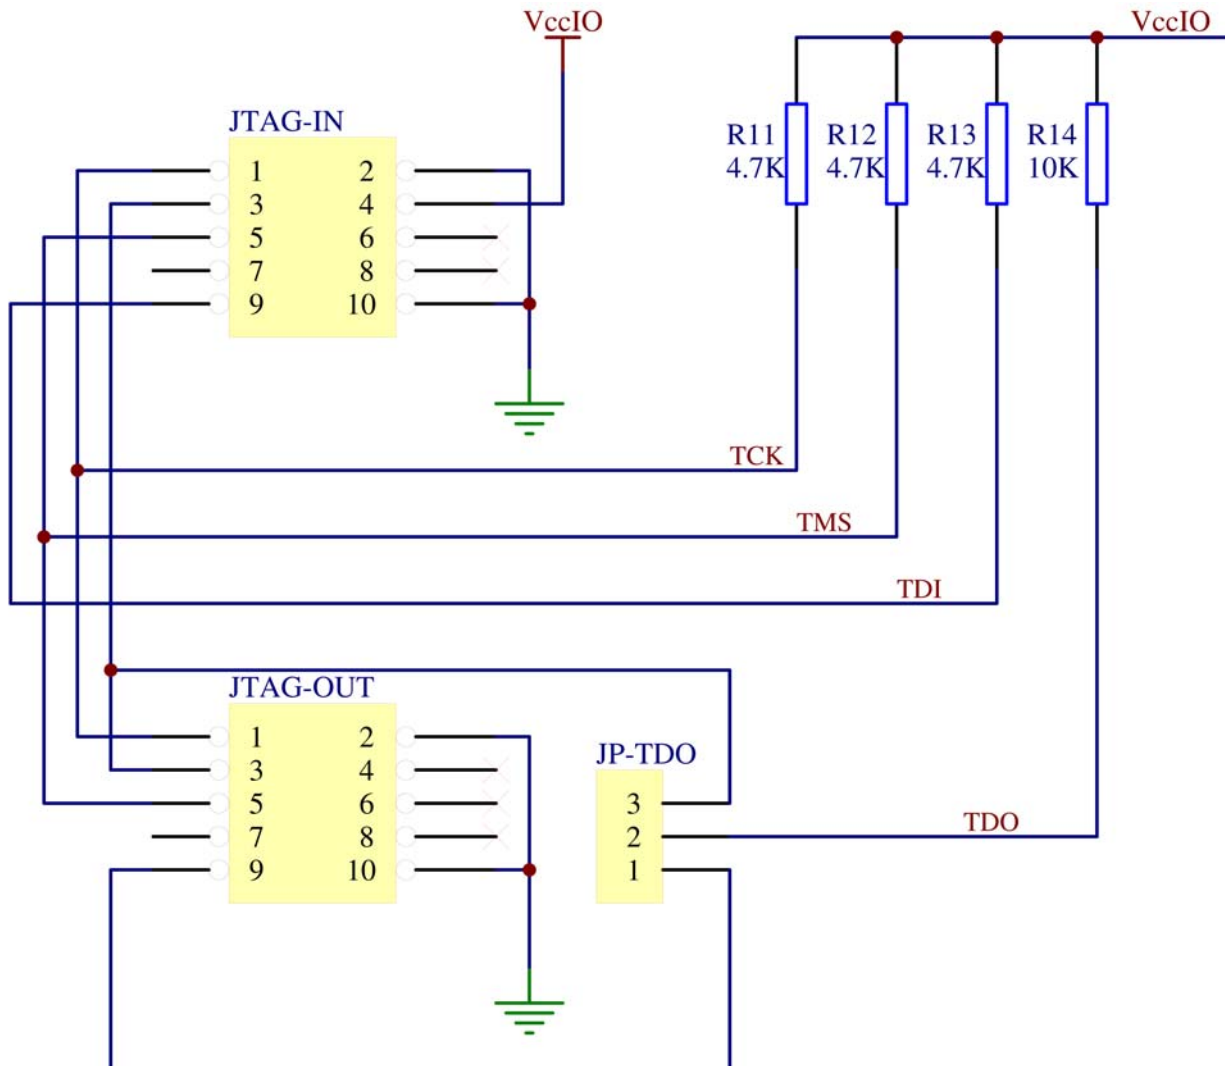 VccIO
VccIO
JTAG-IN
1 2
3 4
5 6
7 8
9 10
R11
4.7K
R12
4.7K
R13
4.7K
R14
10K
TCK
TMS
TDI
JTAG-OUT
1 2
3 4
5 6
7 8
9 10
JP-TDO
3
2
1
TDO